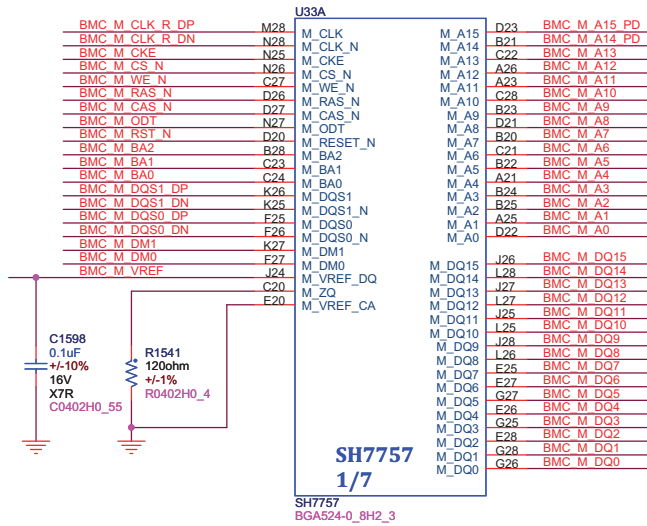 U33A
BMC_M_CLK_R_DP M28 M_CLK M_A15 D23 BMC_M_A15_PD
BMC_M_CLK_R_DN N28 M_CLK_N M_A14 B21 BMC_M_A14_PD
BMC_M_CKE N25 M_CKE M_A13 C22 BMC_M_A13
BMC_M_CS_N N26 M_CS_N M_A12 A26 BMC_M_A12
BMC_M_WE_N C27 M_WE_N M_A11 A23 BMC_M_A11
BMC_M_RAS_N D26 M_RAS_N M_A10 C28 BMC_M_A10
BMC_M_CAS_N D27 M_CAS_N M_A9 B23 BMC_M_A9
BMC_M_ODT N27 M_ODT M_A8 D21 BMC_M_A8
BMC_M_RST_N D20 M_RESET_N M_A7 B20 BMC_M_A7
BMC_M_BA2 B28 M_BA2 M_A6 C21 BMC_M_A6
BMC_M_BA1 C23 M_BA1 M_A5 B22 BMC_M_A5
BMC_M_BA0 C24 M_BA0 M_A4 A21 BMC_M_A4
BMC_M_DQS1_DP K26 M_DQS1 M_A3 B24 BMC_M_A3
BMC_M_DQS1_DN K25 M_DQS1_N M_A2 B25 BMC_M_A2
BMC_M_DQS0_DP F25 M_DQS0 M_A1 A25 BMC_M_A1
BMC_M_DQS0_DN F26 M_DQS0_N M_A0 D22 BMC_M_A0
BMC_M_DM1 K27 M_DM1
BMC_M_DM0 F27 M_DM0 M_DQ15 J26 BMC_M_DQ15
BMC_M_VREF J24 M_VREF_DQ M_DQ14 L28 BMC_M_DQ14
C20 M_ZQ M_DQ13 J27 BMC_M_DQ13
E20 M_VREF_CA M_DQ12 L27 BMC_M_DQ12
M_DQ11 J25 BMC_M_DQ11
M_DQ10 L25 BMC_M_DQ10
M_DQ9 J28 BMC_M_DQ9
M_DQ8 L26 BMC_M_DQ8
M_DQ7 E25 BMC_M_DQ7
M_DQ6 E27 BMC_M_DQ6
M_DQ5 G27 BMC_M_DQ5
M_DQ4 E26 BMC_M_DQ4
M_DQ3 G25 BMC_M_DQ3
M_DQ2 E28 BMC_M_DQ2
M_DQ1 G28 BMC_M_DQ1
M_DQ0 G26 BMC_M_DQ0
C1598
0.1uF
+/-10%
16V
X7R
C0402H0_55
R1541
120ohm
+/-1%
R0402H0_4
SH7757
1/7
SH7757
BGA524-0_8H2_3